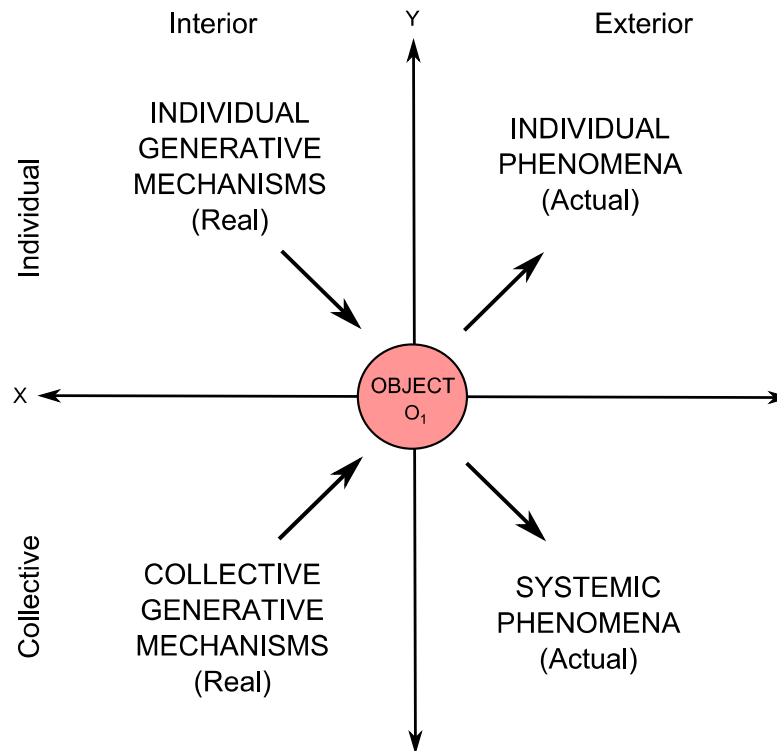 Interior
Y
Exterior
Individual
INDIVIDUAL
GENERATIVE
MECHANISMS
(Real)
INDIVIDUAL
PHENOMENA
(Actual)
X
OBJECT
O₁
Collective
COLLECTIVE
GENERATIVE
MECHANISMS
(Real)
SYSTEMIC
PHENOMENA
(Actual)